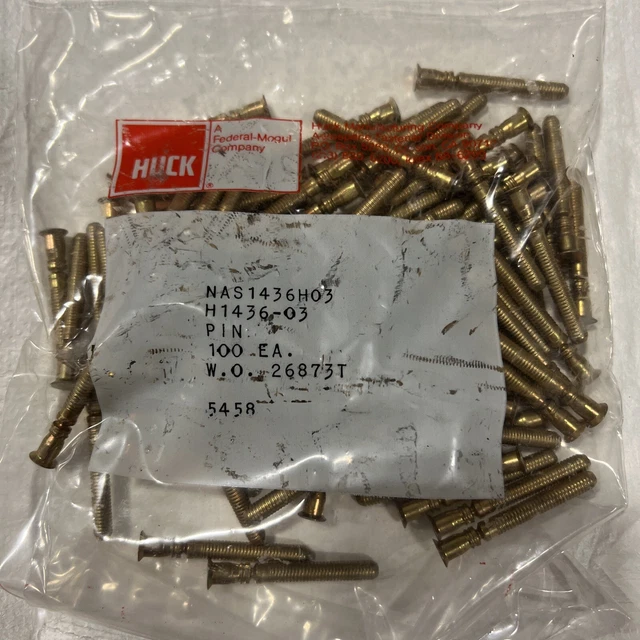 HUCK
A
Federal-Mogul
Company
NAS1436H03
H1436-03
PIN
100 EA.
W.O. 26873T
5458